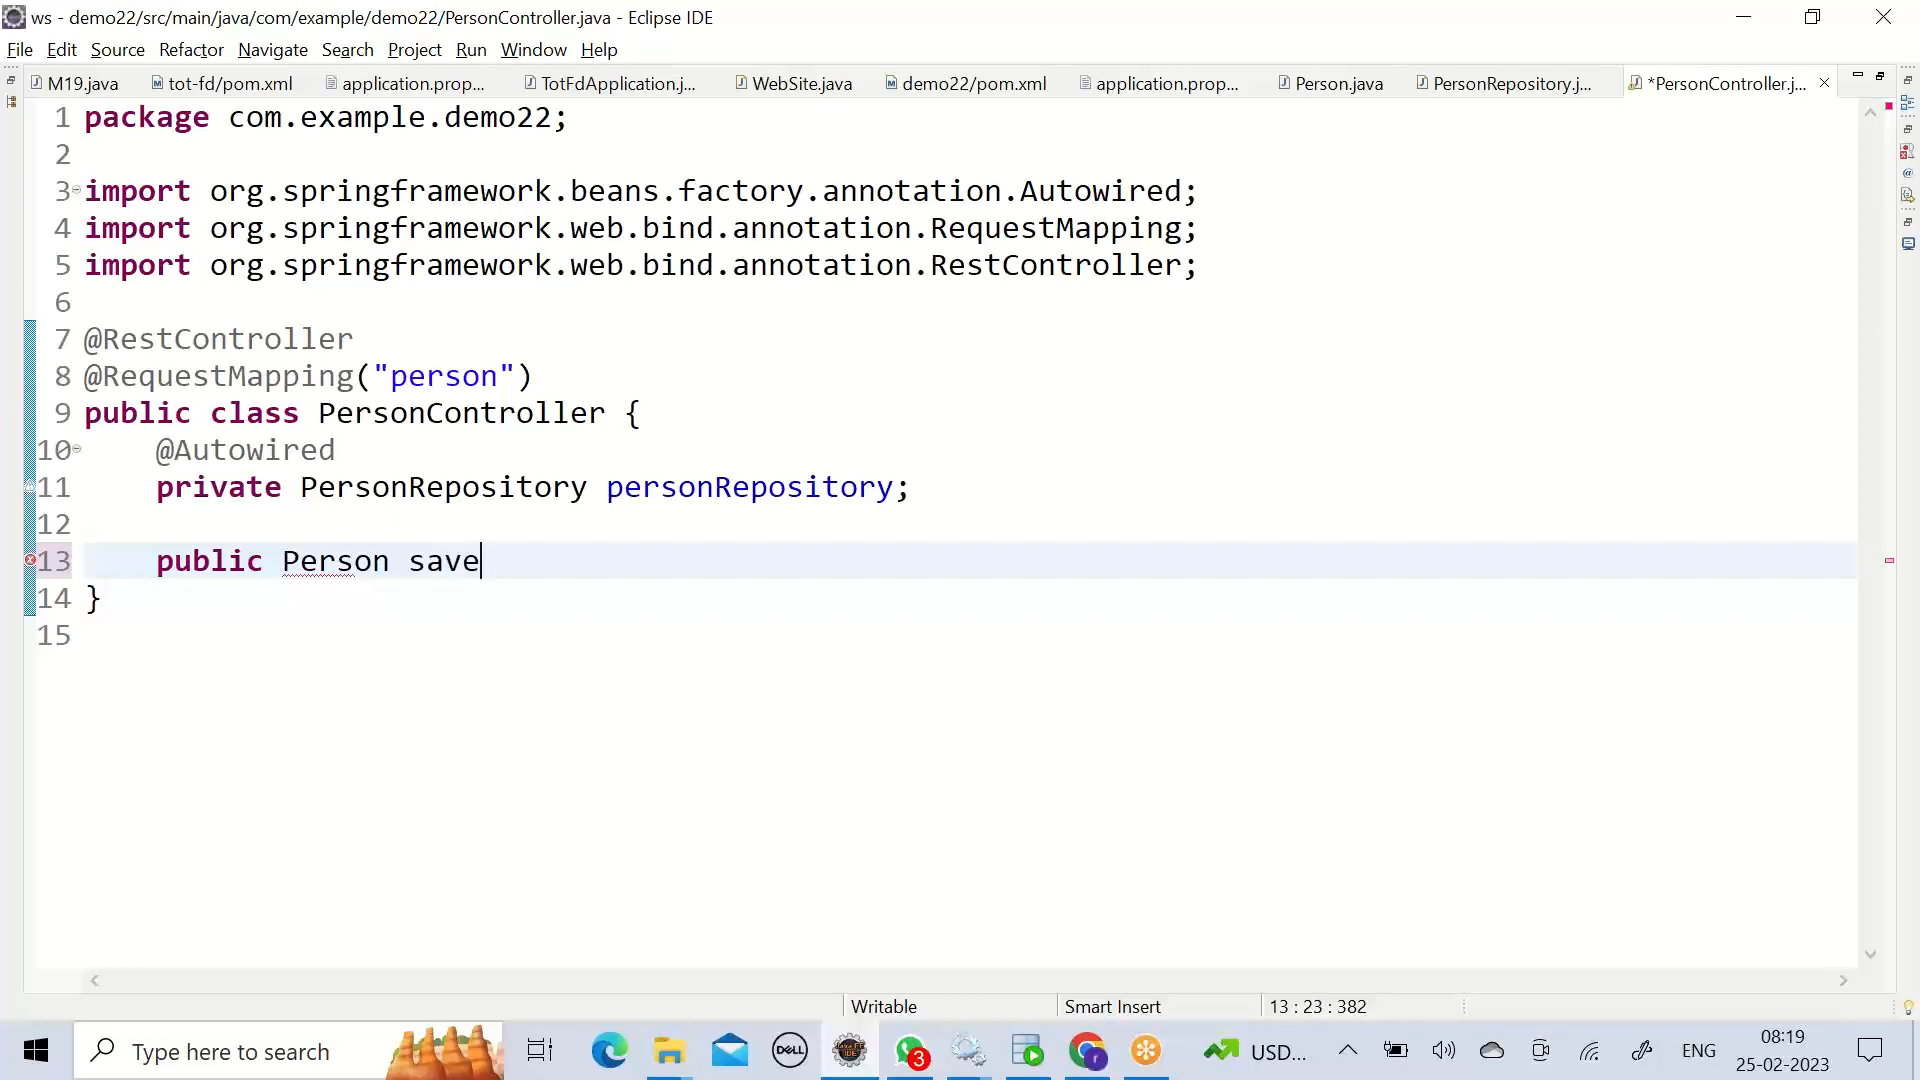 ws - demo22/src/main/java/com/example/demo22/PersonController.java - Eclipse IDE
File Edit Source Refactor Navigate Search Project Run Window Help
M19.java tot-fd/pom.xml application.prop... TotFdApplication.j... WebSite.java demo22/pom.xml application.prop... Person.java PersonRepository.j... *PersonController.j...
1 package com.example.demo22;
2
3 import org.springframework.beans.factory.annotation.Autowired;
4 import org.springframework.web.bind.annotation.RequestMapping;
5 import org.springframework.web.bind.annotation.RestController;
6
7 @RestController
8 @RequestMapping("person")
9 public class PersonController {
10 @Autowired
11 private PersonRepository personRepository;
12
13 public Person save
14 }
15
Writable Smart Insert 13 : 23 : 382
Type here to search DELL 3 r USD... ENG 08:19
25-02-2023